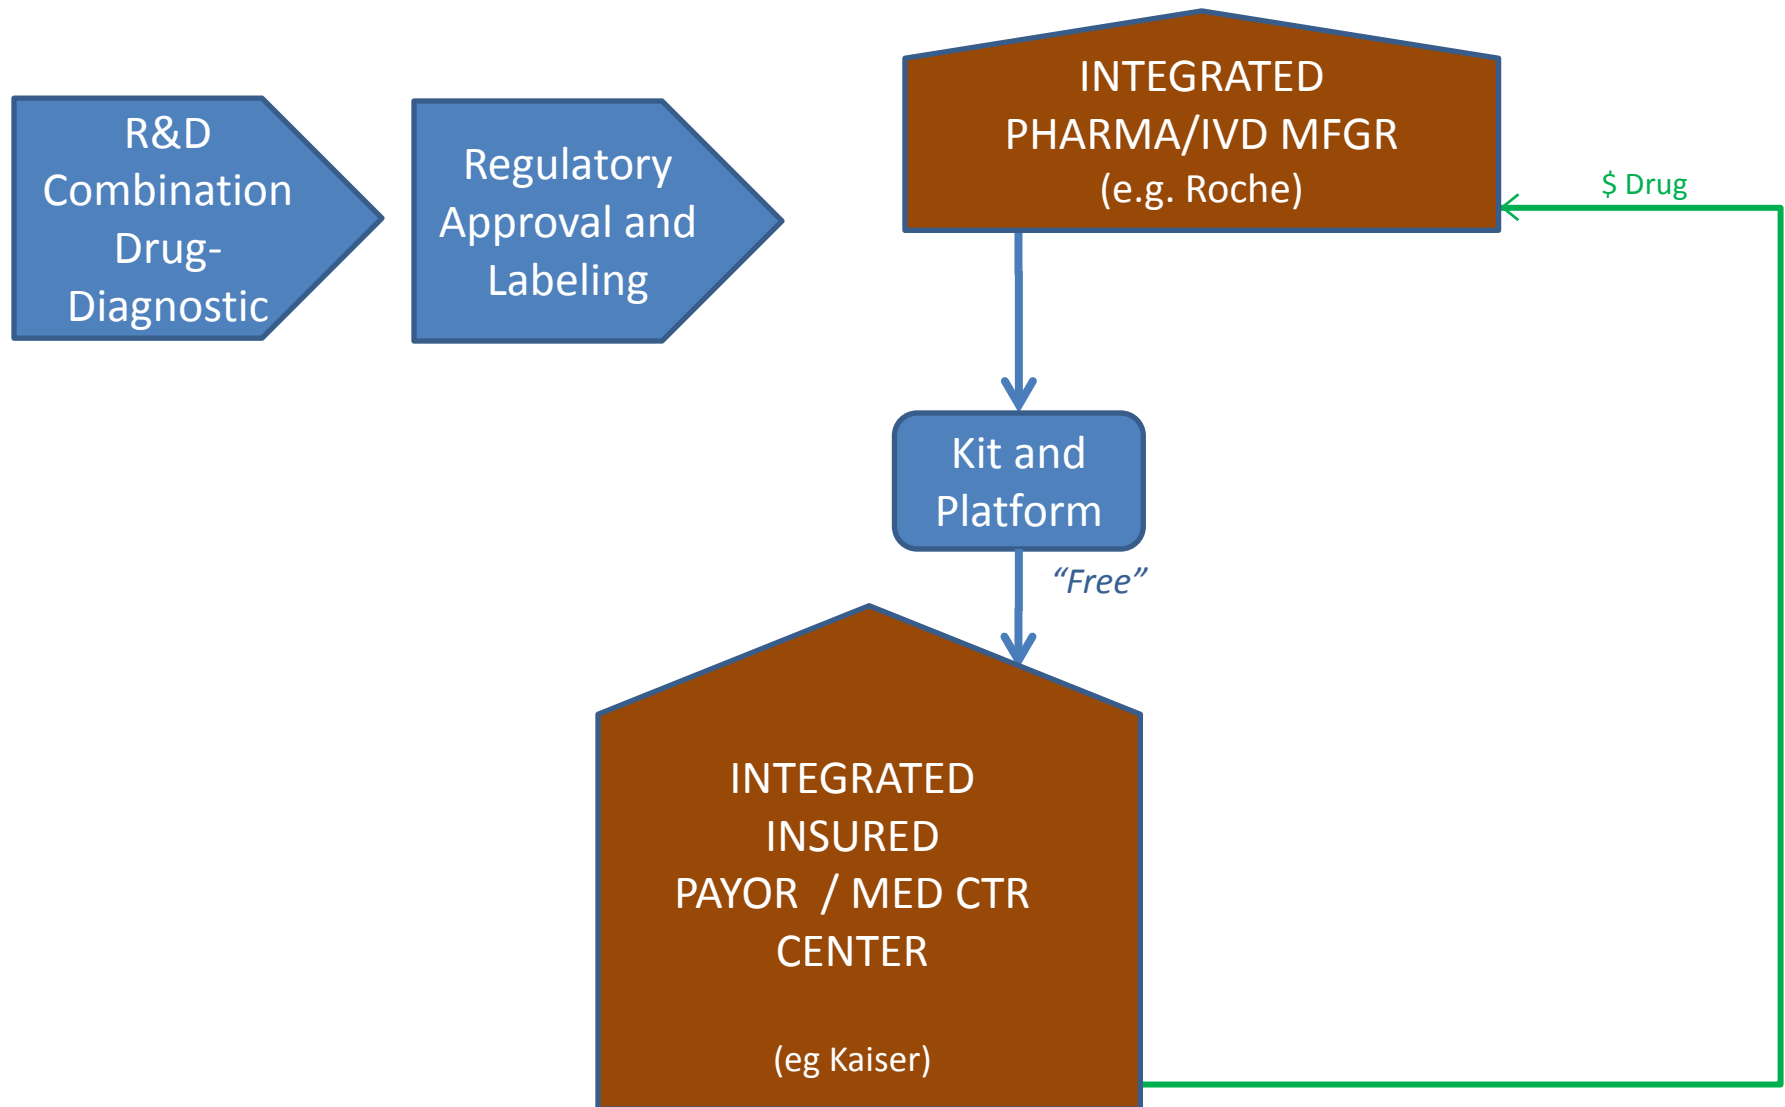 R&D
Combination
Drug-
Diagnostic
Regulatory
Approval and
Labeling
INTEGRATED
PHARMA/IVD MFGR
(e.g. Roche)
$ Drug
Kit and
Platform
“Free”
INTEGRATED
INSURED
PAYOR / MED CTR
CENTER
(eg Kaiser)